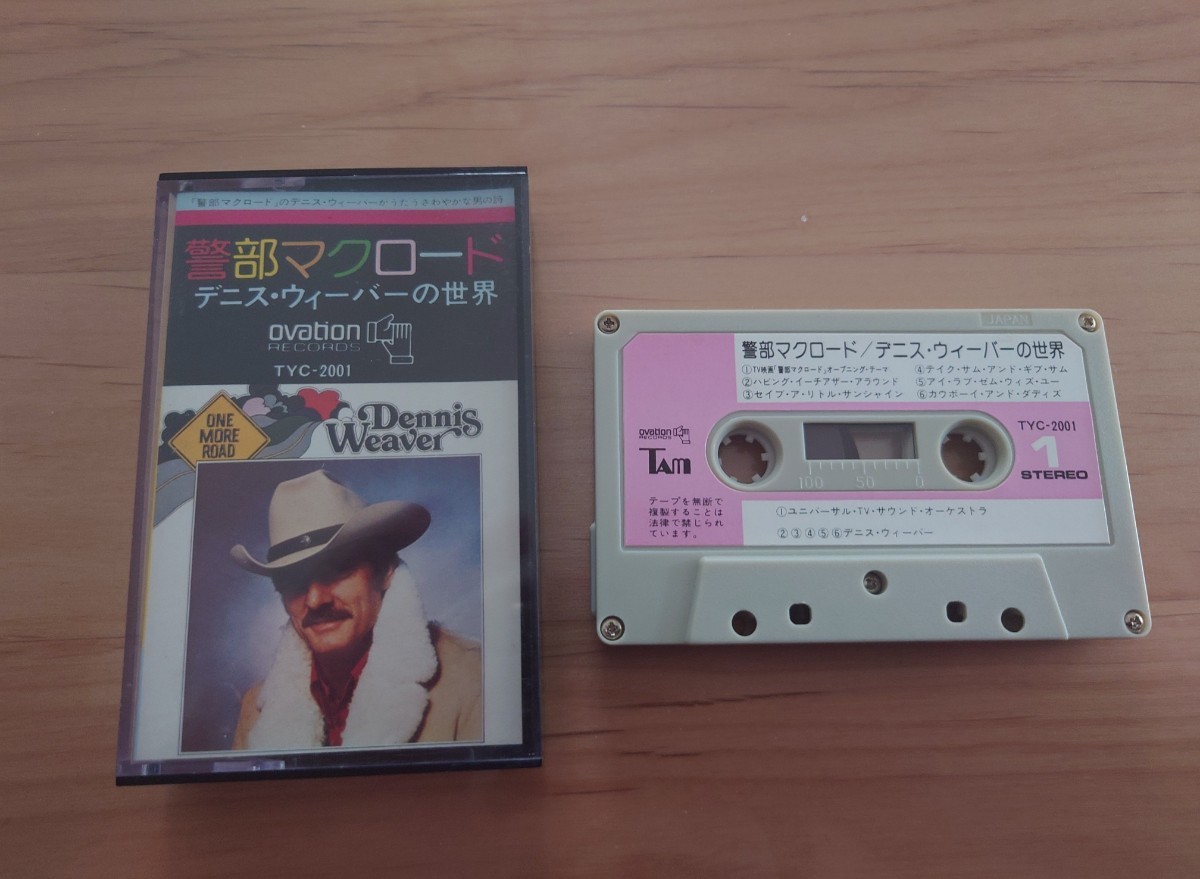 「警部マクロード」のデニス・ウィーバーがうたうさわやかな男の詩
警部マクロード
デニス・ウィーバーの世界
ovation
RECORDS
TYC-2001
ONE
MORE
ROAD
Dennis
Weaver
JAPAN
警部マクロード/デニス・ウィーバーの世界
①TV映画「警部マクロード」オープニング・テーマ
②ハビング・イーチアザー・アラウンド
③セイブ・ア・リトル・サンシャイン
④テイク・サム・アンド・ギブ・サム
⑤アイ・ラブ・ゼム・ウィズ・ユー
⑥カウボーイ・アンド・ダディズ
TYC-2001
1
STEREO
ovation
RECORDS
TAM
100 50 0
テープを無断で
複製することは
法律で禁じられ
ています。
①ユニバーサル・TV・サウンド・オーケストラ
②③④⑤⑥デニス・ウィーバー